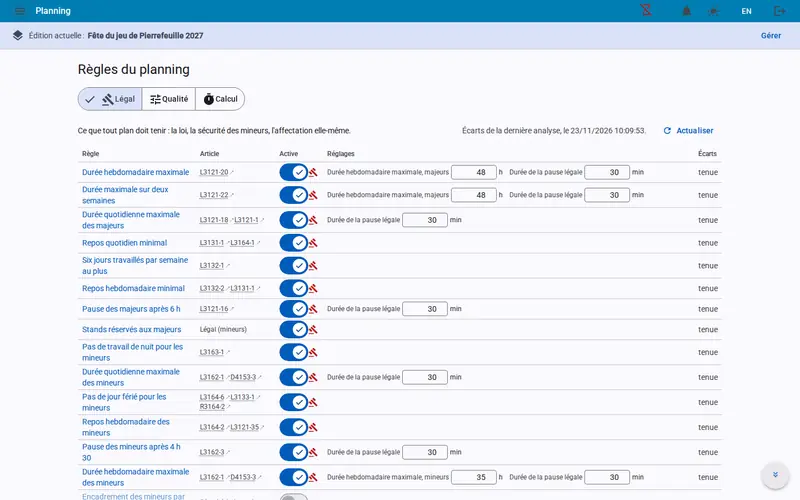 Planning
EN
Édition actuelle : Fête du jeu de Pierrefeuille 2027
Gérer
Règles du planning
Légal
Qualité
Calcul
Ce que tout plan doit tenir : la loi, la sécurité des mineurs, l'affectation elle-même.
Écarts de la dernière analyse, le 23/11/2026 10:09:53.
Actualiser
Règle Article Active Réglages Écarts
Durée hebdomadaire maximale L3121-20 Durée hebdomadaire maximale, majeurs 48 h Durée de la pause légale 30 min tenue
Durée maximale sur deux
semaines L3121-22 Durée hebdomadaire maximale, majeurs 48 h Durée de la pause légale 30 min tenue
Durée quotidienne maximale
des majeurs L3121-18 L3121-1 Durée de la pause légale 30 min tenue
Repos quotidien minimal L3131-1 L3164-1 tenue
Six jours travaillés par semaine
au plus L3132-1 tenue
Repos hebdomadaire minimal L3132-2 L3131-1 tenue
Pause des majeurs après 6 h L3121-16 Durée de la pause légale 30 min tenue
Stands réservés aux majeurs Légal (mineurs) tenue
Pas de travail de nuit pour les
mineurs L3163-1 tenue
Durée quotidienne maximale
des mineurs L3162-1 D4153-3 Durée de la pause légale 30 min tenue
Pas de jour férié pour les
mineurs L3164-6 L3133-1
R3164-2 tenue
Repos hebdomadaire des
mineurs L3164-2 L3121-35 tenue
Pause des mineurs après 4 h
30 L3162-3 Durée de la pause légale 30 min tenue
Durée hebdomadaire maximale
des mineurs L3162-1 D4153-3 Durée hebdomadaire maximale, mineurs 35 h Durée de la pause légale 30 min tenue
Encadrement des mineurs par